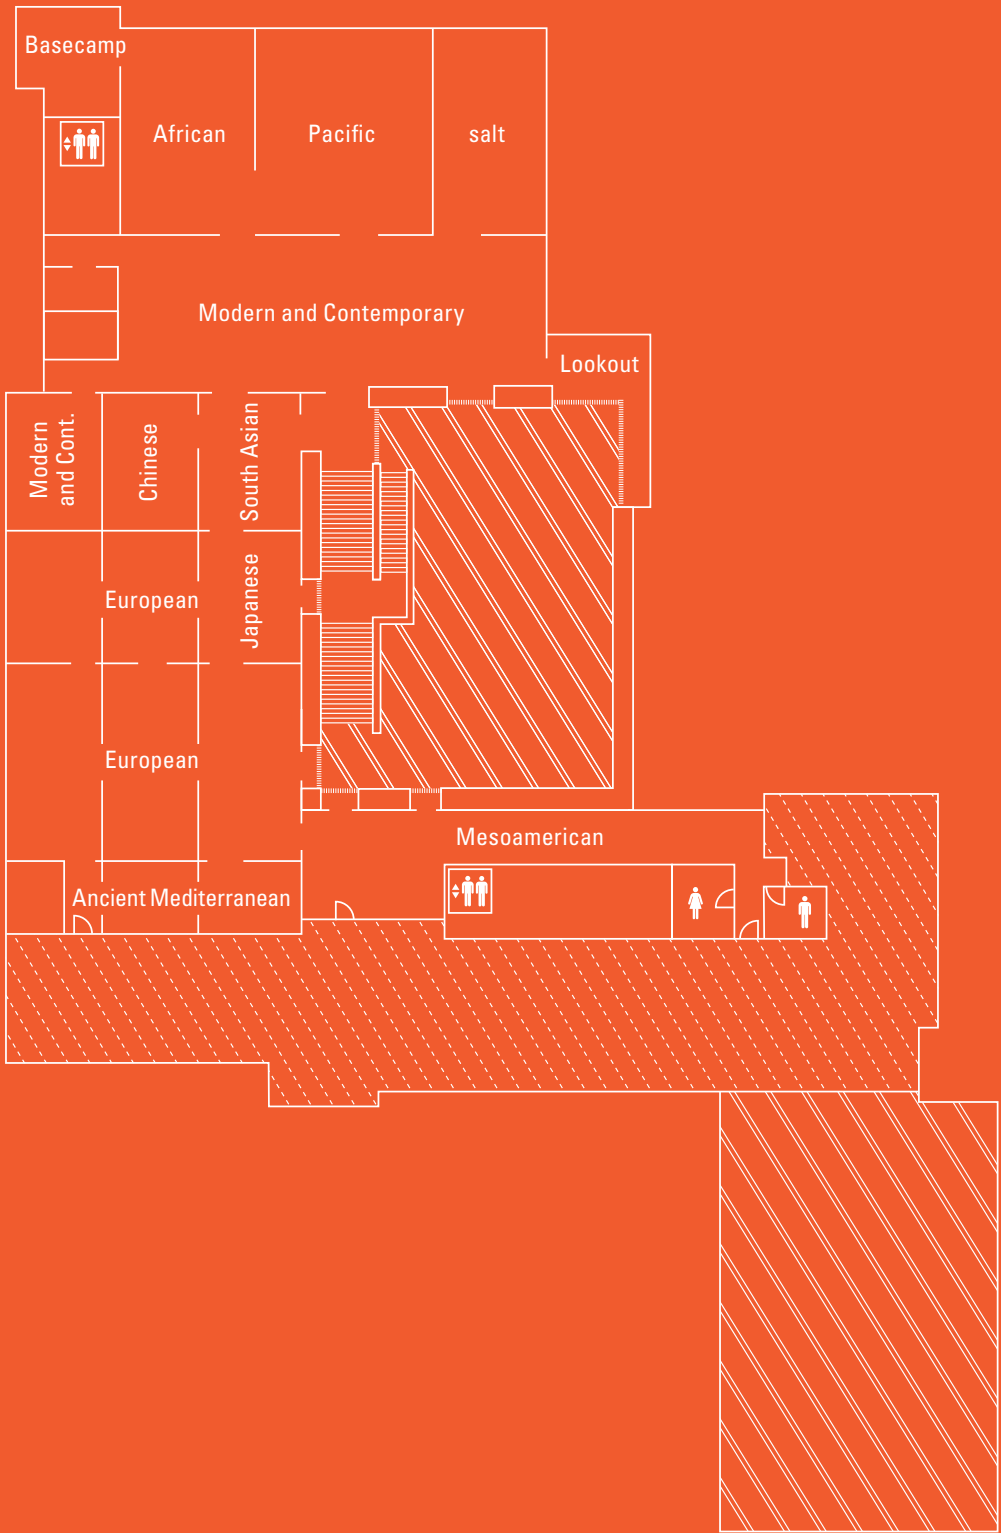 Basecamp
African
Pacific
salt
Modern and Contemporary
Lookout
Modern
and Cont.
Chinese
South Asian
European
Japanese
European
Mesoamerican
Ancient Mediterranean